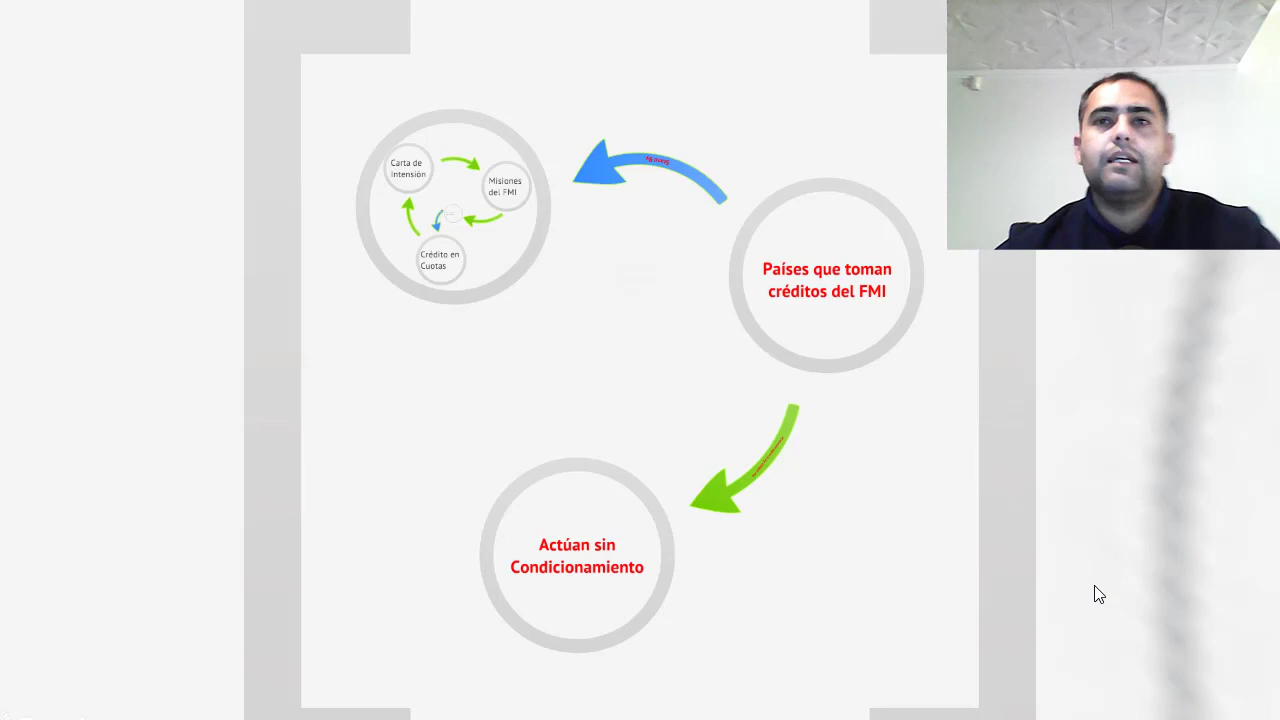 Carta de
Intensión
Misiones
del FMI
Crédito en
Cuotas
Países que toman
créditos del FMI
Actúan sin
Condicionamiento